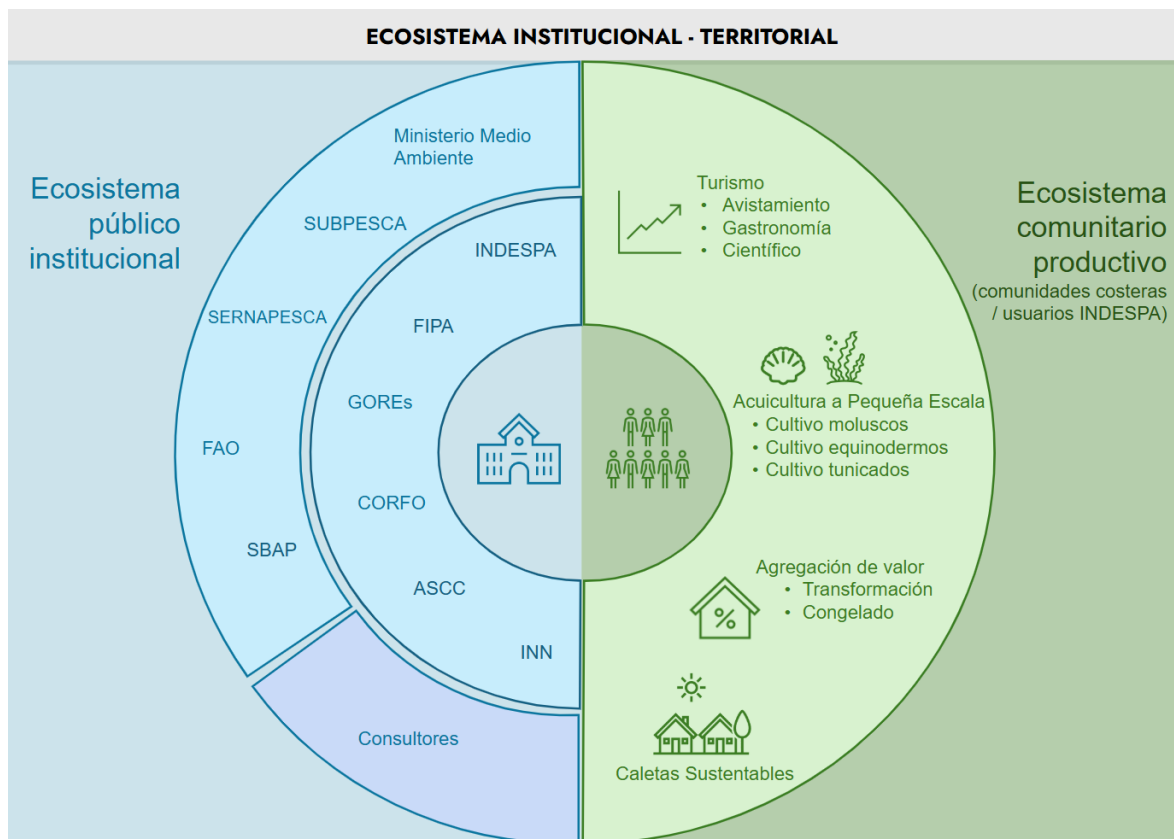 ECOSISTEMA INSTITUCIONAL - TERRITORIAL
Ecosistema
público
institucional
Ministerio Medio
Ambiente
SUBPESCA
SERNAPESCA
FAO
SBAP
Consultores
INDESPA
FIPA
GOREs
CORFO
ASCC
INN
Turismo
• Avistamiento
• Gastronomía
• Científico
Acuicultura a Pequeña Escala
• Cultivo moluscos
• Cultivo equinodermos
• Cultivo tunicados
Agregación de valor
• Transformación
• Congelado
%
Caletas Sustentables
Ecosistema
comunitario
productivo
(comunidades costeras
/ usuarios INDESPA)